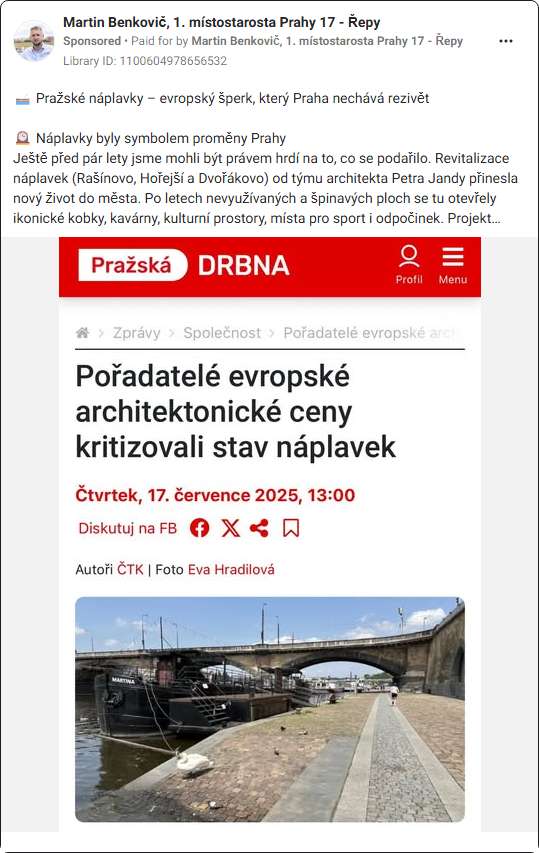 Martin Benkovič, 1. místostarosta Prahy 17 - Řepy
Sponsored • Paid for by Martin Benkovič, 1. místostarosta Prahy 17 - Řepy
Library ID: 1100604978656532
Pražské náplavky – evropský šperk, který Praha nechává rezivět
Náplavky byly symbolem proměny Prahy
Ještě před pár lety jsme mohli být právem hrdí na to, co se podařilo. Revitalizace
náplavek (Rašínovo, Hořejší a Dvořákovo) od týmu architekta Petra Jandy přinesla
nový život do města. Po letech nevyužívaných a špinavých ploch se tu otevřely
ikonické kobky, kavárny, kulturní prostory, místa pro sport i odpočinek. Projekt…
Pražská DRBNA
Profil
Menu
Zprávy > Společnost > Pořadatelé evropské arch
Pořadatelé evropské
architektonické ceny
kritizovali stav náplavek
Čtvrtek, 17. července 2025, 13:00
Diskutuj na FB
Autoři ČTK | Foto Eva Hradilová
MARTINA